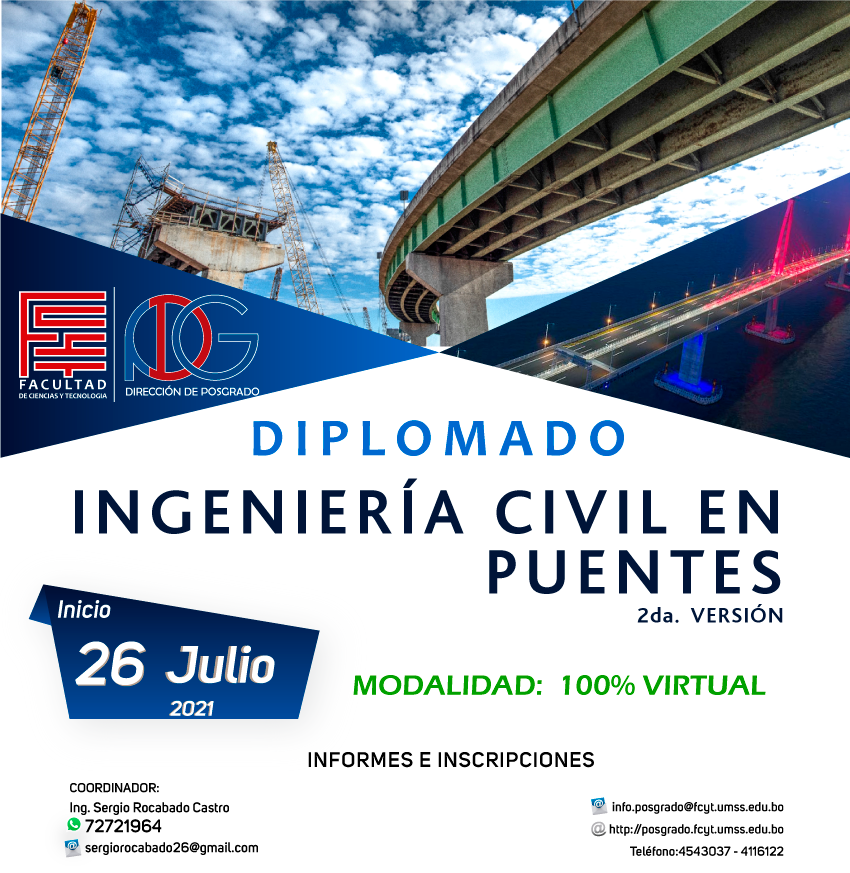 FACULTAD
DE CIENCIAS Y TECNOLOGIA
DIRECCIÓN DE POSGRADO
DIPLOMADO
INGENIERÍA CIVIL EN
PUENTES
2da. VERSIÓN
Inicio
26 Julio
2021
MODALIDAD: 100% VIRTUAL
INFORMES E INSCRIPCIONES
COORDINADOR:
Ing. Sergio Rocabado Castro
72721964
sergiorocabado26@gmail.com
info.posgrado@fcyt.umss.edu.bo
http://posgrado.fcyt.umss.edu.bo
Teléfono:4543037 - 4116122